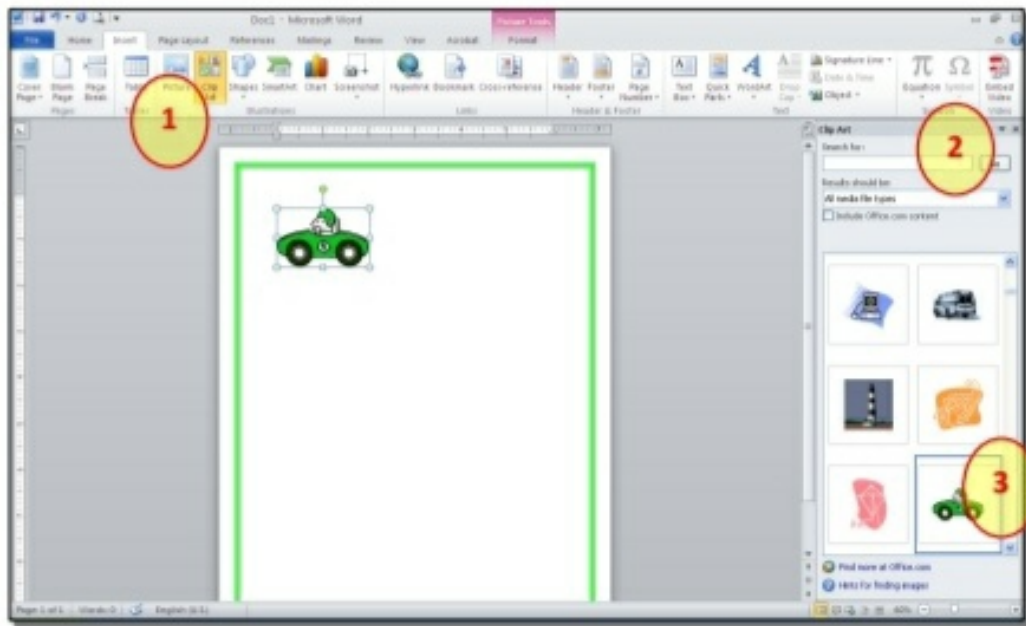 Doc1 - Microsoft Word
Picture Tools
File Home Insert Page Layout References Mailings Review View Acrobat Format
Cover Page Blank Page Page Break Table Picture Clip Art Shapes SmartArt Chart Screenshot Hyperlink Bookmark Cross-reference Header Footer Page Number Text Box Quick Parts WordArt Drop Cap Signature Line Date & Time Object Equation Symbol Embed Video
Pages Illustrations Links Header & Footer Text Video
1
2
3
Clip Art
Search for:
Results should be:
All media file types
Include Office.com content
Find more at Office.com
Hints for finding images
Page 1 of 1 Words: 0 English (U.S.) 60%